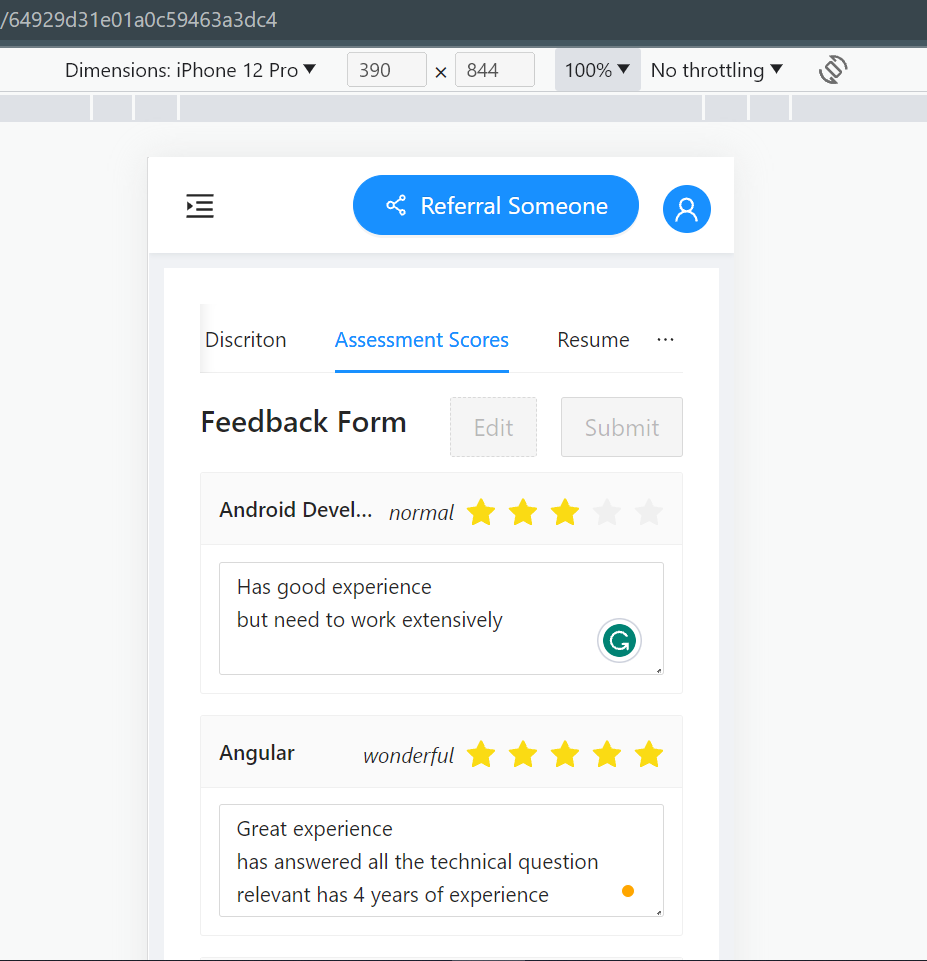 /64929d31e01a0c59463a3dc4
Dimensions: iPhone 12 Pro 390 × 844 100% No throttling
Referral Someone
Discriton Assessment Scores Resume ···
Feedback Form Edit Submit
Android Devel... normal
Has good experience
but need to work extensively
Angular wonderful
Great experience
has answered all the technical question
relevant has 4 years of experience